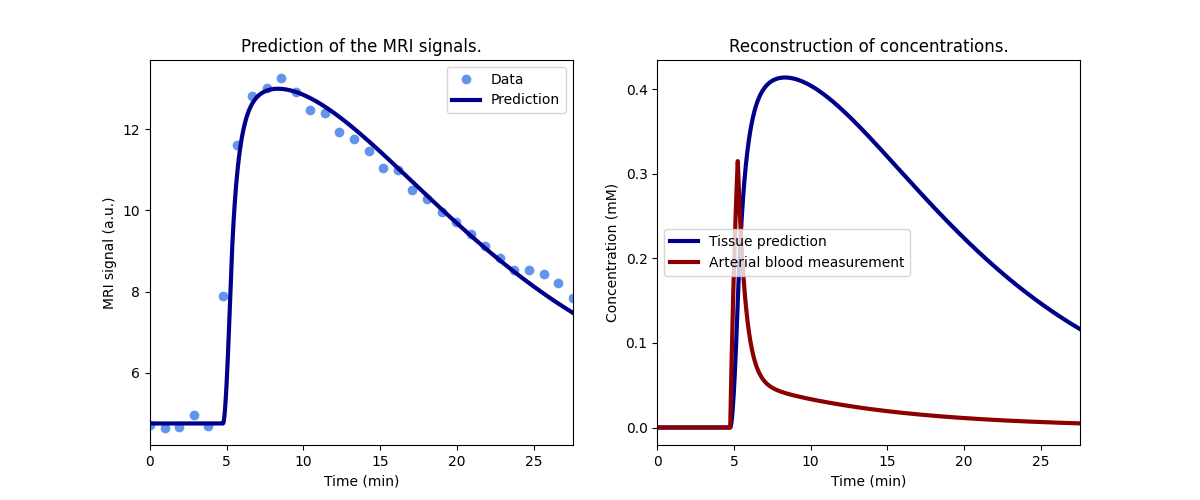 Prediction of the MRI signals.
Data
Prediction
12
10
8
6
MRI signal (a.u.)
0
5
10
15
20
25
Time (min)
Reconstruction of concentrations.
Tissue prediction
Arterial blood measurement
0.4
0.3
0.2
0.1
0.0
Concentration (mM)
0
5
10
15
20
25
Time (min)